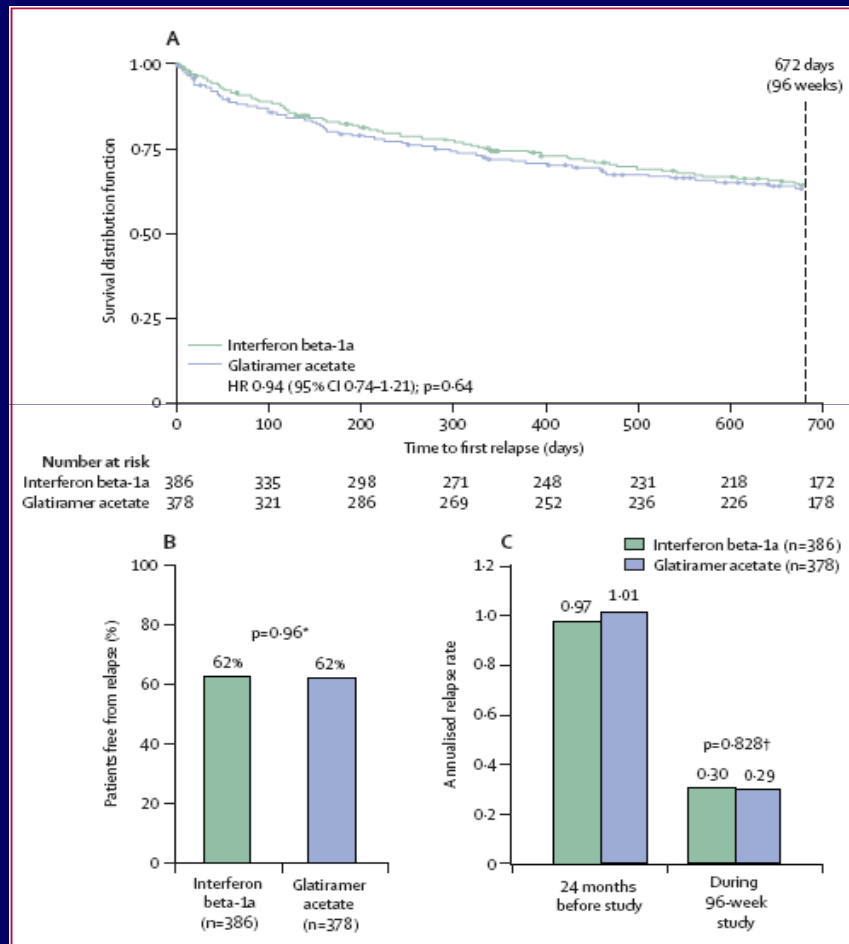 A
1·00
0·75
0·50
0·25
0
Survival distribution function
672 days
(96 weeks)
Interferon beta-1a
Glatiramer acetate
HR 0·94 (95% CI 0·74–1·21); p=0·64
0 100 200 300 400 500 600 700
Time to first relapse (days)
Number at risk
Interferon beta-1a 386 335 298 271 248 231 218 172
Glatiramer acetate 378 321 286 269 252 236 226 178
B
100
80
60
40
20
0
Patients free from relapse (%)
p=0·96*
62% 62%
Interferon
beta-1a
(n=386)
Glatiramer
acetate
(n=378)
C
Interferon beta-1a (n=386)
Glatiramer acetate (n=378)
1·2
1·0
0·8
0·6
0·4
0·2
0
Annualised relapse rate
0·97 1·01
p=0·828†
0·30 0·29
24 months
before study
During
96-week
study